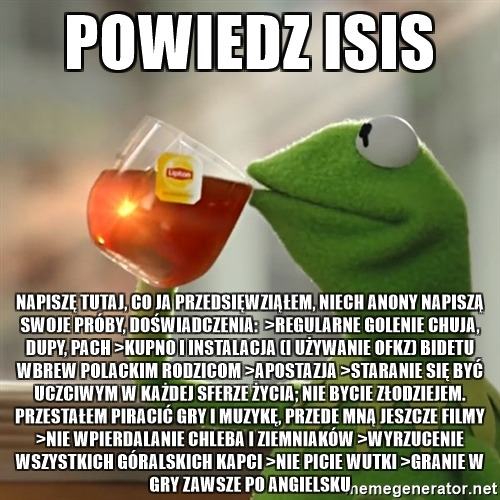 POWIEDZ ISIS
Lipton
NAPISZĘ TUTAJ, CO JA PRZEDSIĘWZIĄŁEM, NIECH ANONY NAPISZĄ
SWOJE PRÓBY, DOŚWIADCZENIA: >REGULARNE GOLENIE CHUJA,
DUPY, PACH >KUPNO I INSTALACJA (I UŻYWANIE OFKZ) BIDETU
WBREW POLACKIM RODZICOM >APOSTAZJA >STARANIE SIĘ BYĆ
UCZCIWYM W KAŻDEJ SFERZE ŻYCIA; NIE BYCIE ZŁODZIEJEM.
PRZESTAŁEM PIRACIĆ GRY I MUZYKĘ, PRZEDE MNĄ JESZCZE FILMY
>NIE WPIERDALANIE CHLEBA I ZIEMNIAKÓW >WYRZUCENIE
WSZYSTKICH GÓRALSKICH KAPCI >NIE PICIE WUTKI >GRANIE W
GRY ZAWSZE PO ANGIELSKU
memegenerator.net